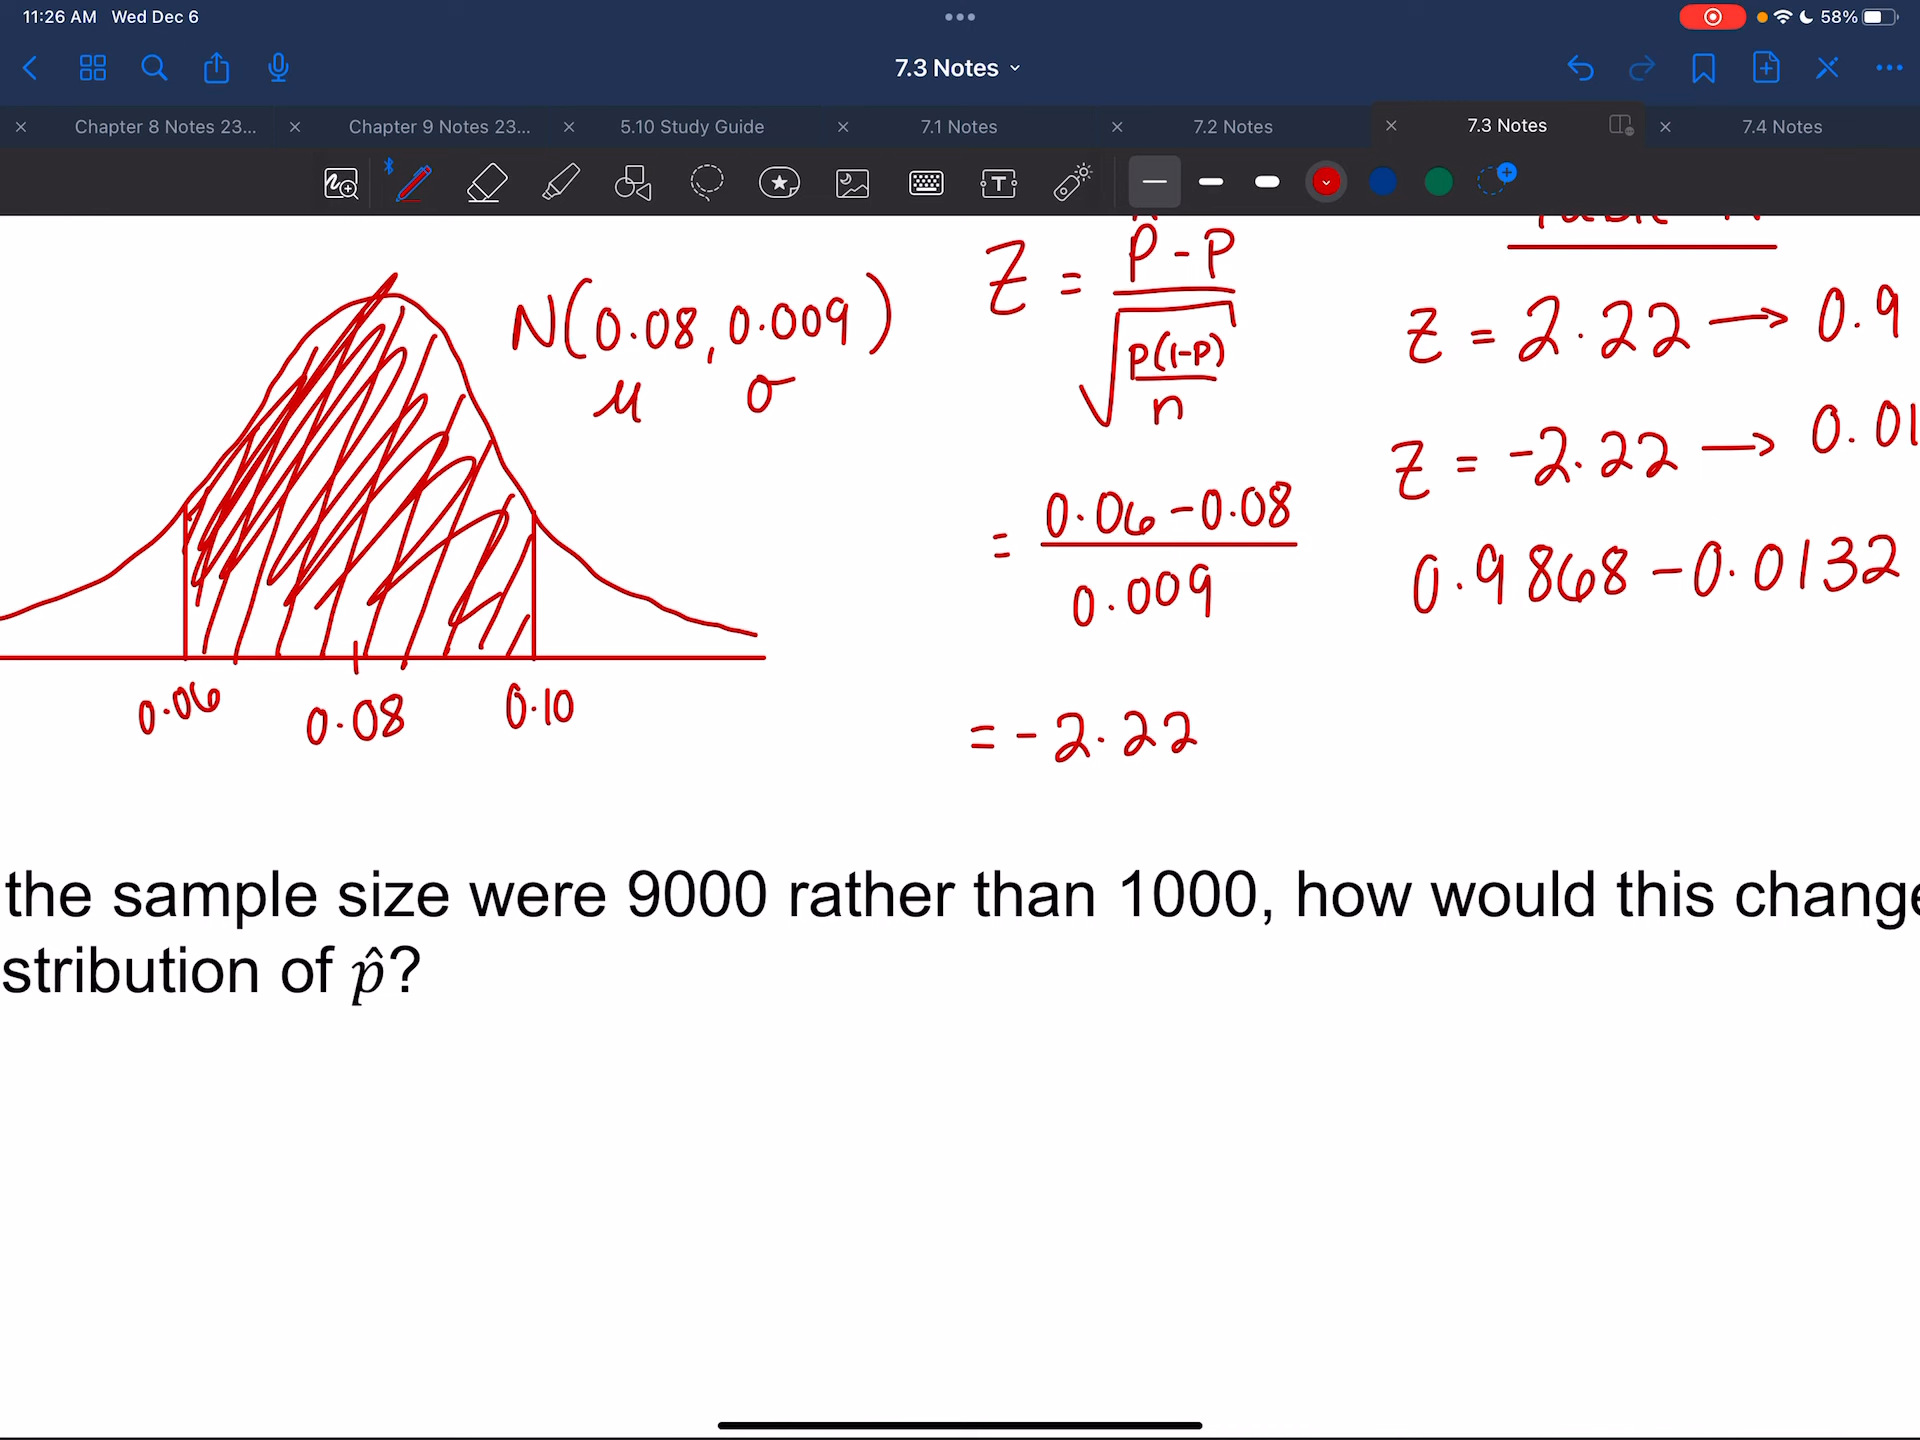 11:26 AM Wed Dec 6
58%
7.3 Notes
Chapter 8 Notes 23...
Chapter 9 Notes 23...
5.10 Study Guide
7.1 Notes
7.2 Notes
7.3 Notes
7.4 Notes
N(0.08, 0.009)
μ σ
0.06
0.08
0.10
Z = p̂ - p
√ p(1-p)
n
= 0.06 - 0.08
0.009
= -2.22
z = 2.22 → 0.9
z = -2.22 → 0.01
0.9868 - 0.0132
the sample size were 9000 rather than 1000, how would this change
stribution of p̂?